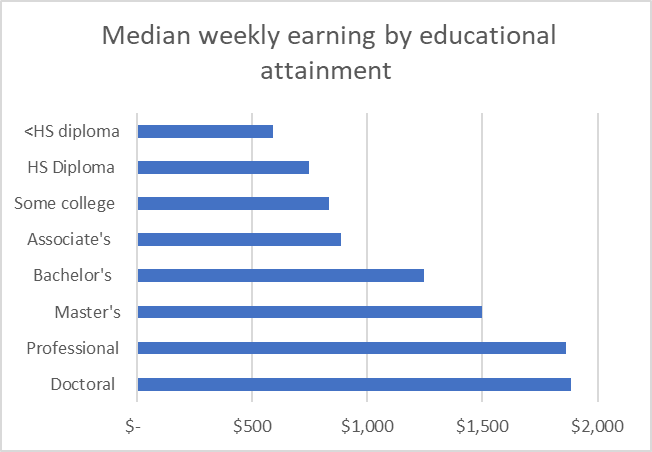 Median weekly earning by educational
attainment
<HS diploma
HS Diploma
Some college
Associate's
Bachelor's
Master's
Professional
Doctoral
$-
$500
$1,000
$1,500
$2,000